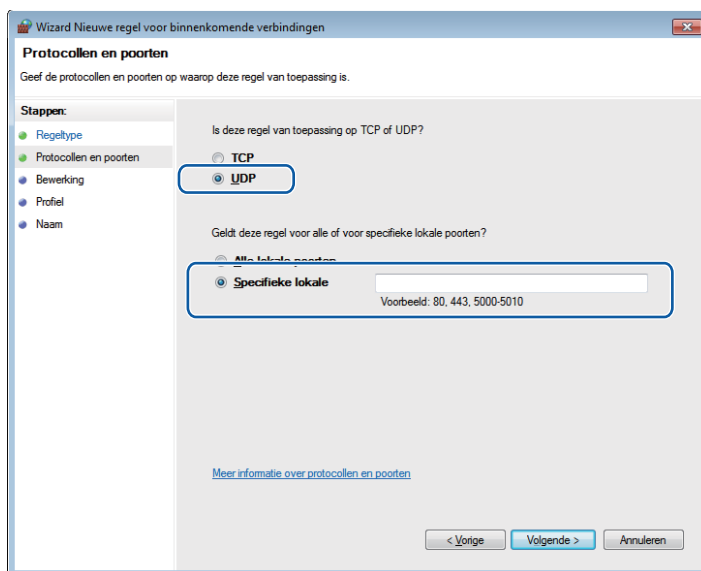 Wizard Nieuwe regel voor binnenkomende verbindingen
Protocollen en poorten
Geef de protocollen en poorten op waarop deze regel van toepassing is.
Stappen:
Regeltype
Protocollen en poorten
Bewerking
Profiel
Naam
Is deze regel van toepassing op TCP of UDP?
TCP
UDP
Geldt deze regel voor alle of voor specifieke lokale poorten?
Alle lokale poorten
Specifieke lokale
Voorbeeld: 80, 443, 5000-5010
Meer informatie over protocollen en poorten
< Vorige
Volgende >
Annuleren